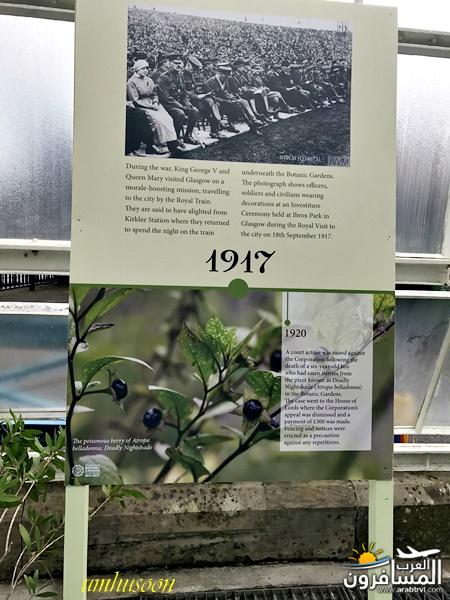 ©IWM (Q54073)
IWM
During the war, King George V and
Queen Mary visited Glasgow on a
morale-boosting mission, travelling
to the city by the Royal Train.
They are said to have alighted from
Kirklee Station where they returned
to spend the night on the train
underneath the Botanic Gardens.
The photograph shows officers,
soldiers and civilians wearing
decorations at an Investiture
Ceremony held at Ibrox Park in
Glasgow during the Royal Visit to
the city on 18th September 1917.
1917
1920
A court action was raised against
the Corporation following the
death of a six-year-old boy
who had eaten berries from
the plant known as Deadly
Nightshade (Atropa belladonna)
in the Botanic Gardens.
The case went to the House of
Lords where the Corporation's
appeal was dismissed and a
payment of £300 was made.
Fencing and notices were
erected as a precaution
against any repetitions.
The poisonous berry of Atropa
belladonna, Deadly Nightshade
umhusoon
العرب
المسافرون
www.arabtrvl.com